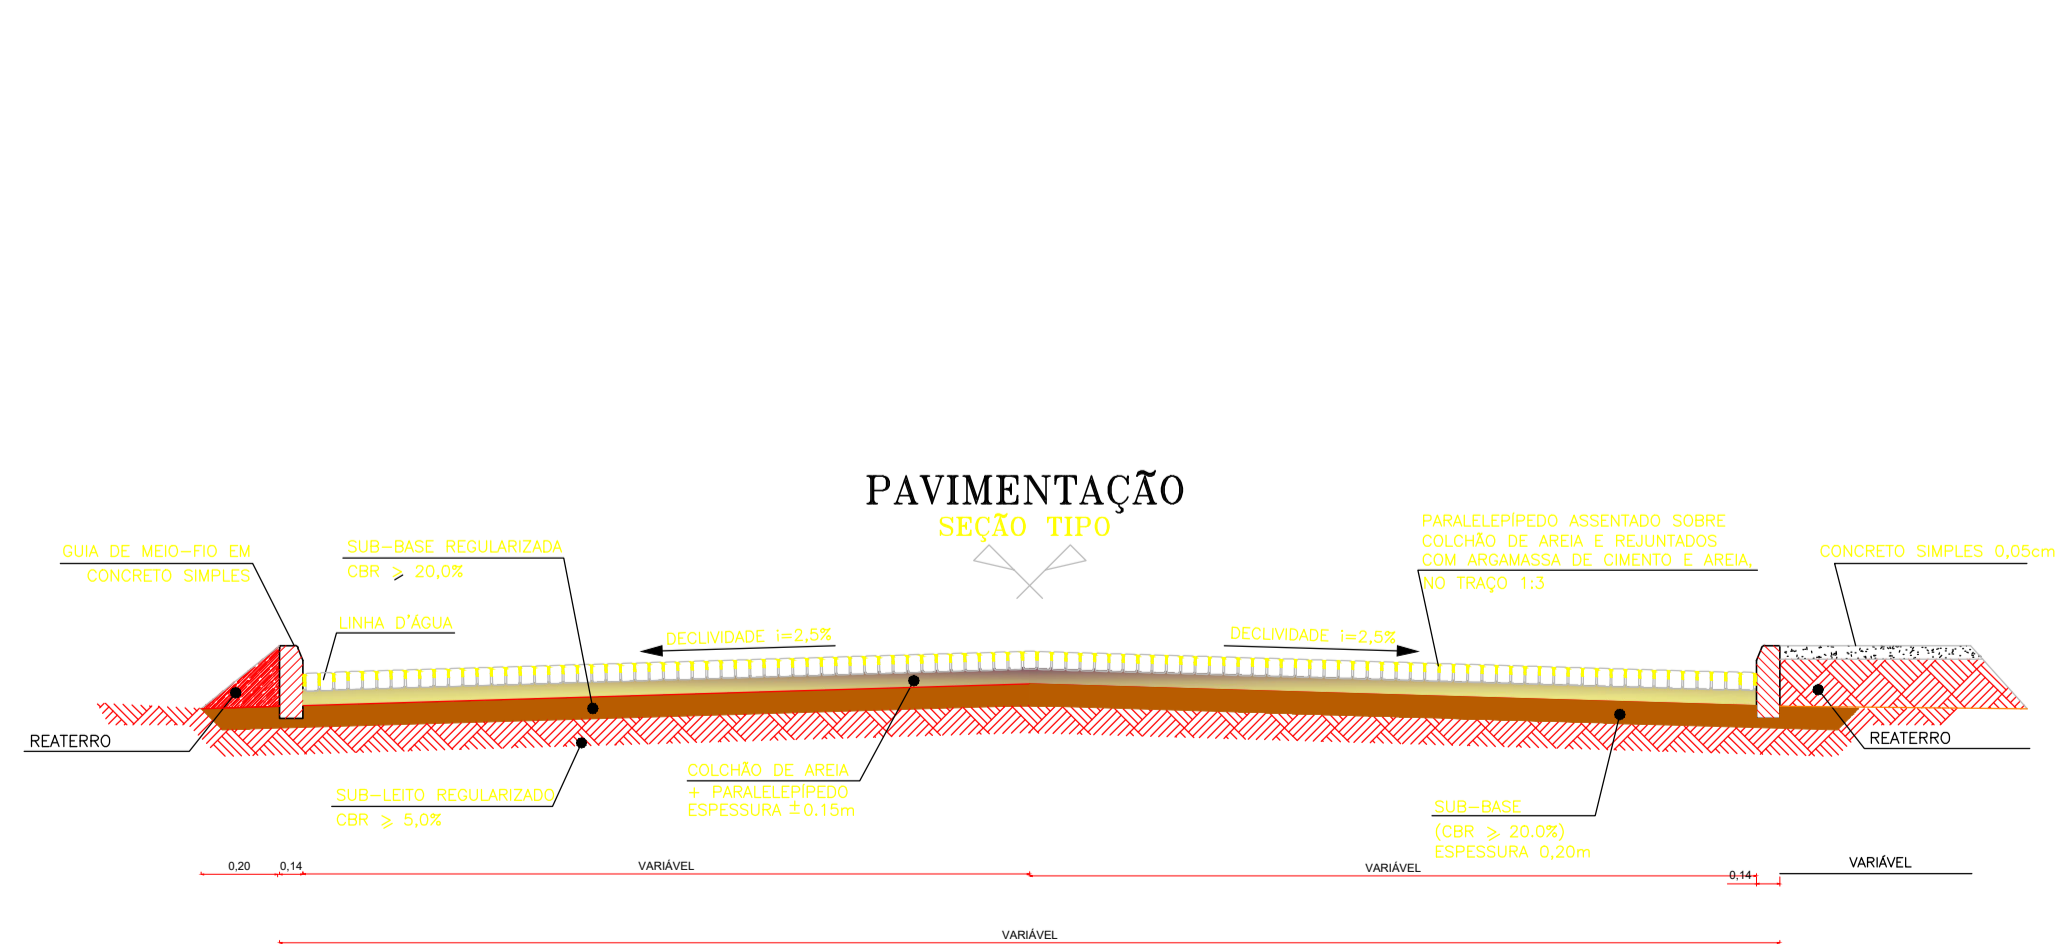 PAVIMENTAÇÃO
SEÇÃO TIPO
GUIA DE MEIO-FIO EM
CONCRETO SIMPLES
SUB-BASE REGULARIZADA
CBR ⩾ 20,0%
LINHA D'ÁGUA
DECLIVIDADE i=2,5%
DECLIVIDADE i=2,5%
PARALELEPÍPEDO ASSENTADO SOBRE
COLCHÃO DE AREIA E REJUNTADOS
COM ARGAMASSA DE CIMENTO E AREIA,
NO TRAÇO 1:3
CONCRETO SIMPLES 0,05cm
REATERRO
SUB-LEITO REGULARIZADO
CBR ⩾ 5,0%
COLCHÃO DE AREIA
+ PARALELEPÍPEDO
ESPESSURA ±0.15m
SUB-BASE
(CBR ⩾ 20.0%)
ESPESSURA 0,20m
REATERRO
0,20
0,14
VARIÁVEL
VARIÁVEL
0,14
VARIÁVEL
VARIÁVEL